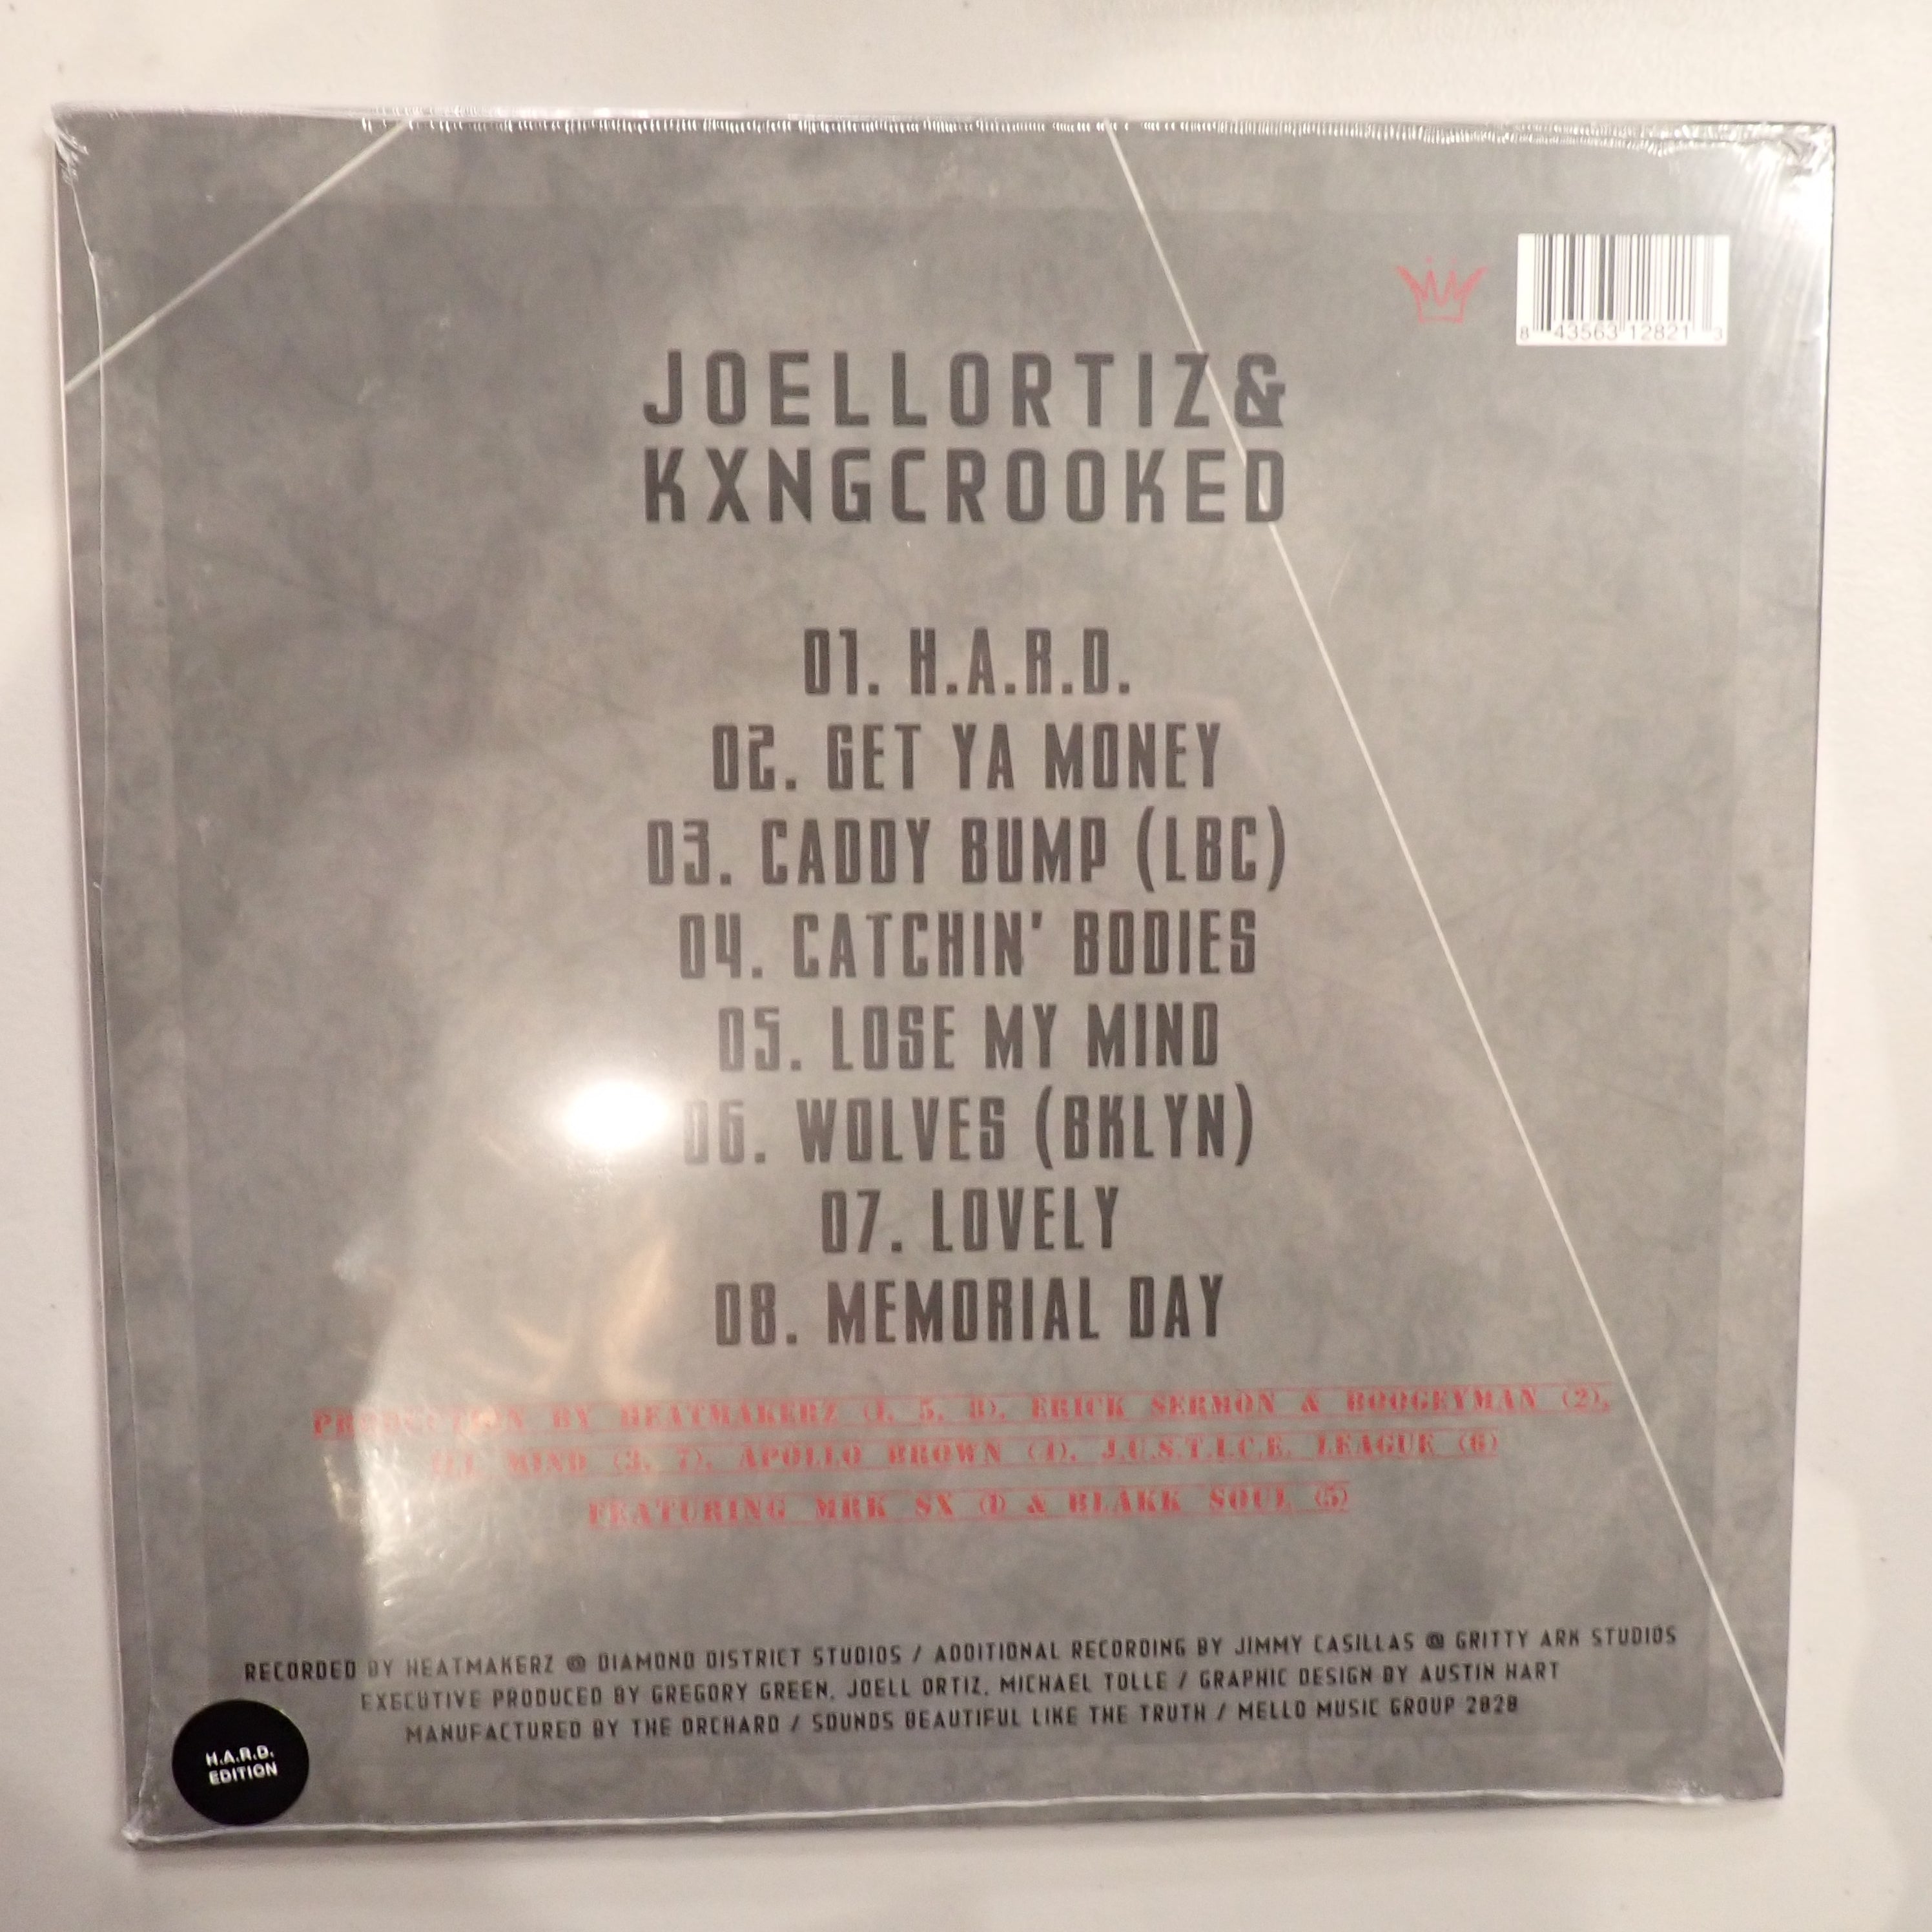 8 43563 12821 3
JOELLORTIZ&
KXNGCROOKED
01. H.A.R.D.
02. GET YA MONEY
03. CADDY BUMP (LBC)
04. CATCHIN' BODIES
05. LOSE MY MIND
06. WOLVES (BKLYN)
07. LOVELY
08. MEMORIAL DAY
PRODUCTION BY HEATMAKERZ (1, 5, 8), ERICK SERMON & BOOGEYMAN (2),
ILL MIND (3, 7), APOLLO BROWN (4), J.U.S.T.I.C.E. LEAGUE (6)
FEATURING MRK SX (1) & BLAKK SOUL (5)
RECORDED BY HEATMAKERZ @ DIAMOND DISTRICT STUDIOS / ADDITIONAL RECORDING BY JIMMY CASILLAS @ GRITTY ARK STUDIOS
EXECUTIVE PRODUCED BY GREGORY GREEN, JOELL ORTIZ, MICHAEL TOLLE / GRAPHIC DESIGN BY AUSTIN HART
MANUFACTURED BY THE ORCHARD / SOUNDS BEAUTIFUL LIKE THE TRUTH / MELLO MUSIC GROUP 2020
H.A.R.D.
EDITION